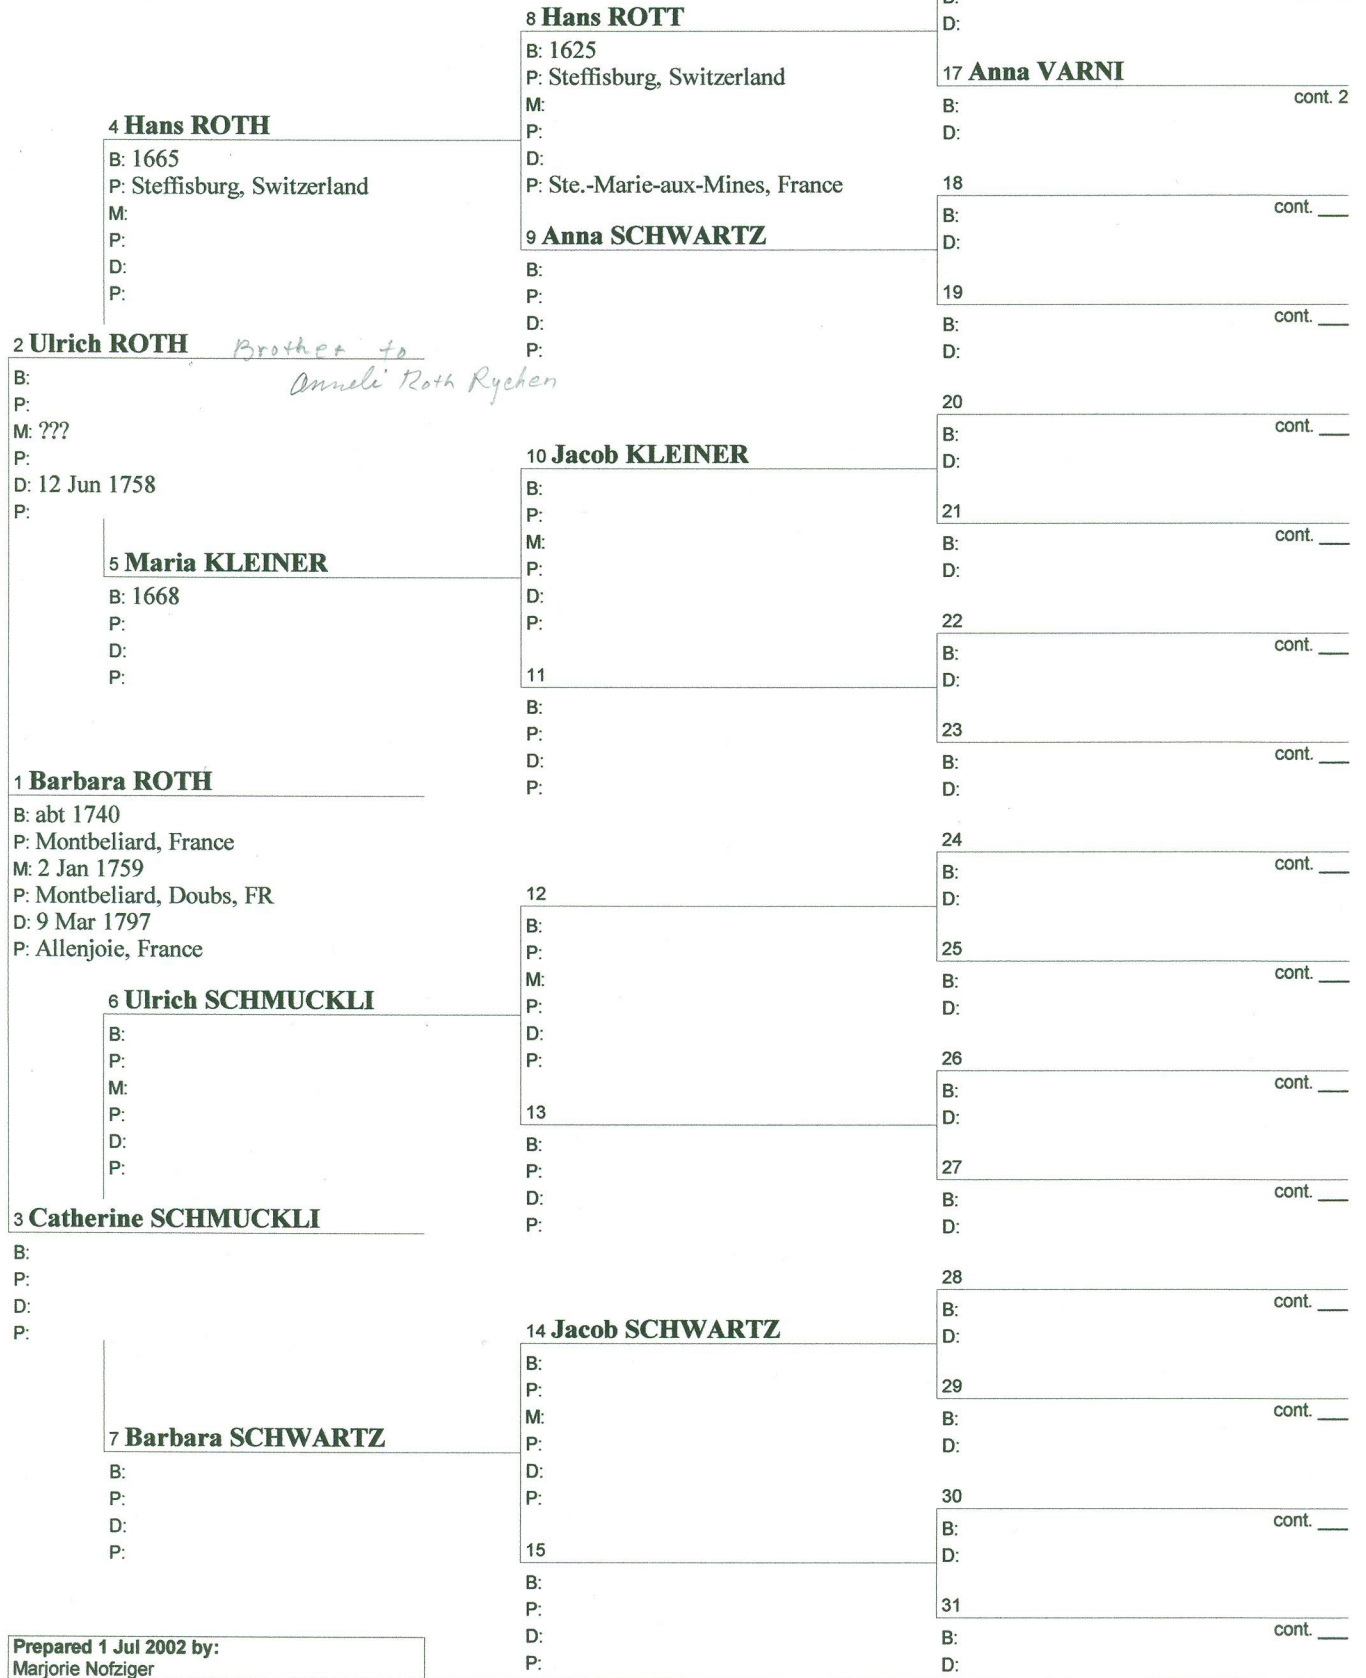 8 Hans ROTT
B: 1625
P: Steffisburg, Switzerland
M:
P:
D:
P: Ste.-Marie-aux-Mines, France
D:
17 Anna VARNI
cont. 2
B:
D:
4 Hans ROTH
B: 1665
P: Steffisburg, Switzerland
M:
P:
D:
P:
18
cont. ___
B:
D:
9 Anna SCHWARTZ
B:
P:
D:
P:
19
cont. ___
B:
D:
2 Ulrich ROTH Brother to
Anneli Roth Rychen
B:
P:
M: ???
P:
D: 12 Jun 1758
P:
20
cont. ___
B:
D:
10 Jacob KLEINER
B:
P:
M:
P:
D:
P:
21
cont. ___
B:
D:
5 Maria KLEINER
B: 1668
P:
D:
P:
22
cont. ___
B:
D:
11
B:
P:
D:
P:
23
cont. ___
B:
D:
1 Barbara ROTH
B: abt 1740
P: Montbeliard, France
M: 2 Jan 1759
P: Montbeliard, Doubs, FR
D: 9 Mar 1797
P: Allenjoie, France
24
cont. ___
B:
D:
12
B:
P:
M:
P:
D:
P:
25
cont. ___
B:
D:
6 Ulrich SCHMUCKLI
B:
P:
M:
P:
D:
P:
26
cont. ___
B:
D:
13
B:
P:
D:
P:
27
cont. ___
B:
D:
3 Catherine SCHMUCKLI
B:
P:
D:
P:
28
cont. ___
B:
D:
14 Jacob SCHWARTZ
B:
P:
M:
P:
D:
P:
29
cont. ___
B:
D:
7 Barbara SCHWARTZ
B:
P:
D:
P:
30
cont. ___
B:
D:
15
B:
P:
D:
P:
31
cont. ___
B:
D:
Prepared 1 Jul 2002 by:
Marjorie Nofziger